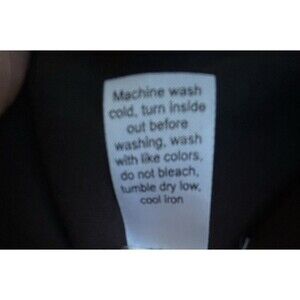 Machine wash
cold, turn inside
out before
washing, wash
with like colors,
do not bleach,
tumble dry low,
cool iron